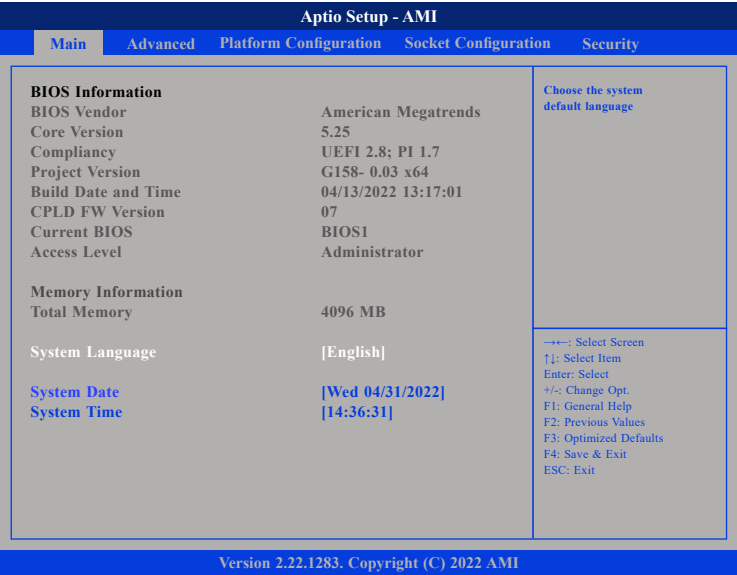 Aptio Setup - AMI
Main Advanced Platform Configuration Socket Configuration Security
BIOS Information
BIOS Vendor American Megatrends
Core Version 5.25
Compliancy UEFI 2.8; PI 1.7
Project Version G158- 0.03 x64
Build Date and Time 04/13/2022 13:17:01
CPLD FW Version 07
Current BIOS BIOS1
Access Level Administrator
Memory Information
Total Memory 4096 MB
System Language [English]
System Date [Wed 04/31/2022]
System Time [14:36:31]
Choose the system
default language
→←: Select Screen
↑↓: Select Item
Enter: Select
+/-: Change Opt.
F1: General Help
F2: Previous Values
F3: Optimized Defaults
F4: Save & Exit
ESC: Exit
Version 2.22.1283. Copyright (C) 2022 AMI